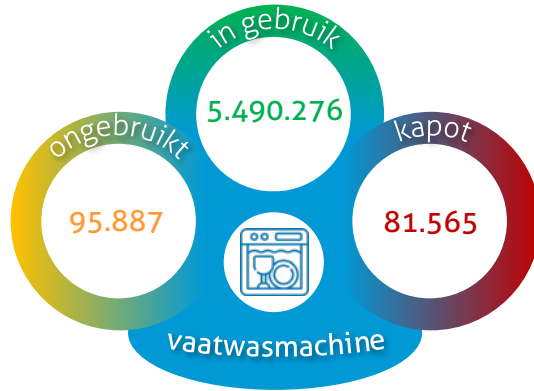 in gebruik
5.490.276
ongebruikt
95.887
kapot
81.565
vaatwasmachine